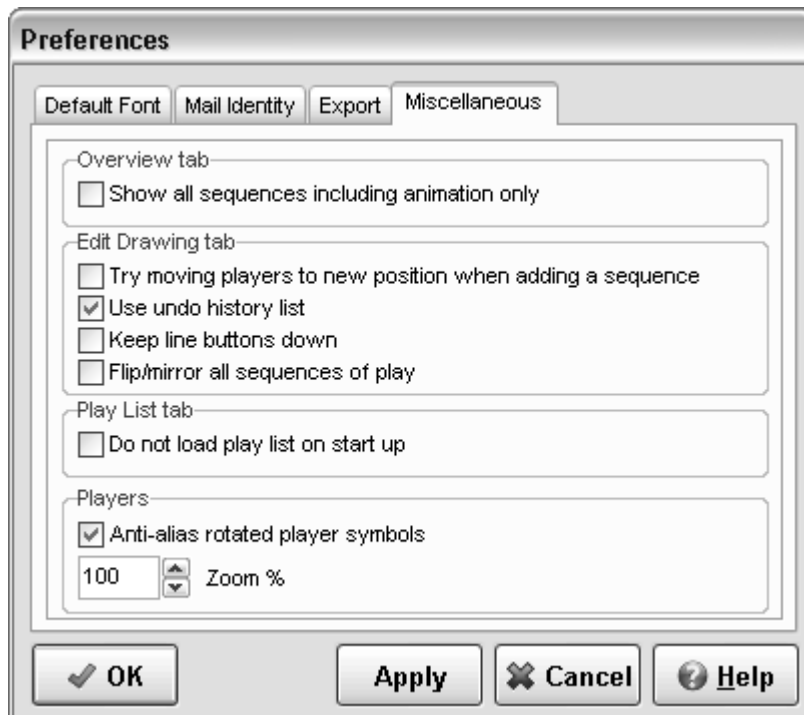 Preferences
Default Font Mail Identity Export Miscellaneous
Overview tab
Show all sequences including animation only
Edit Drawing tab
Try moving players to new position when adding a sequence
Use undo history list
Keep line buttons down
Flip/mirror all sequences of play
Play List tab
Do not load play list on start up
Players
Anti-alias rotated player symbols
100 Zoom %
OK Apply Cancel Help